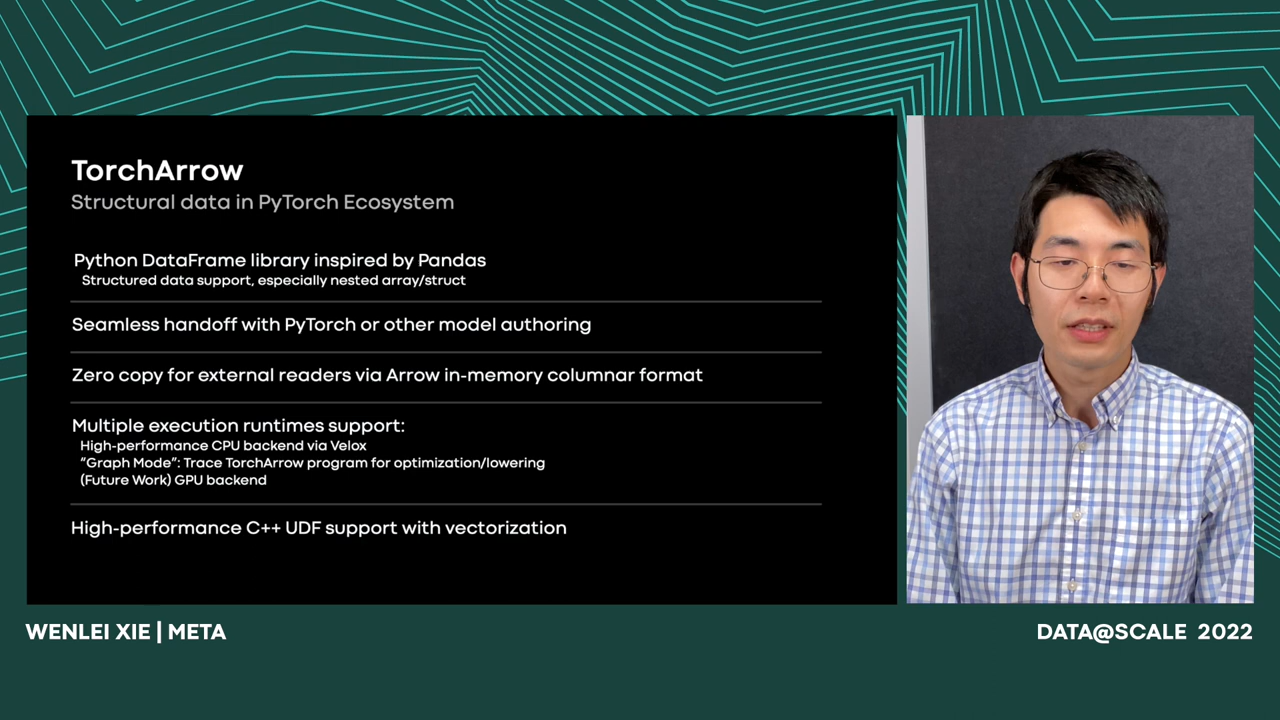 TorchArrow
Structural data in PyTorch Ecosystem
Python DataFrame library inspired by Pandas
Structured data support, especially nested array/struct
Seamless handoff with PyTorch or other model authoring
Zero copy for external readers via Arrow in-memory columnar format
Multiple execution runtimes support:
High-performance CPU backend via Velox
"Graph Mode": Trace TorchArrow program for optimization/lowering
(Future Work) GPU backend
High-performance C++ UDF support with vectorization
WENLEI XIE | META
DATA@SCALE 2022